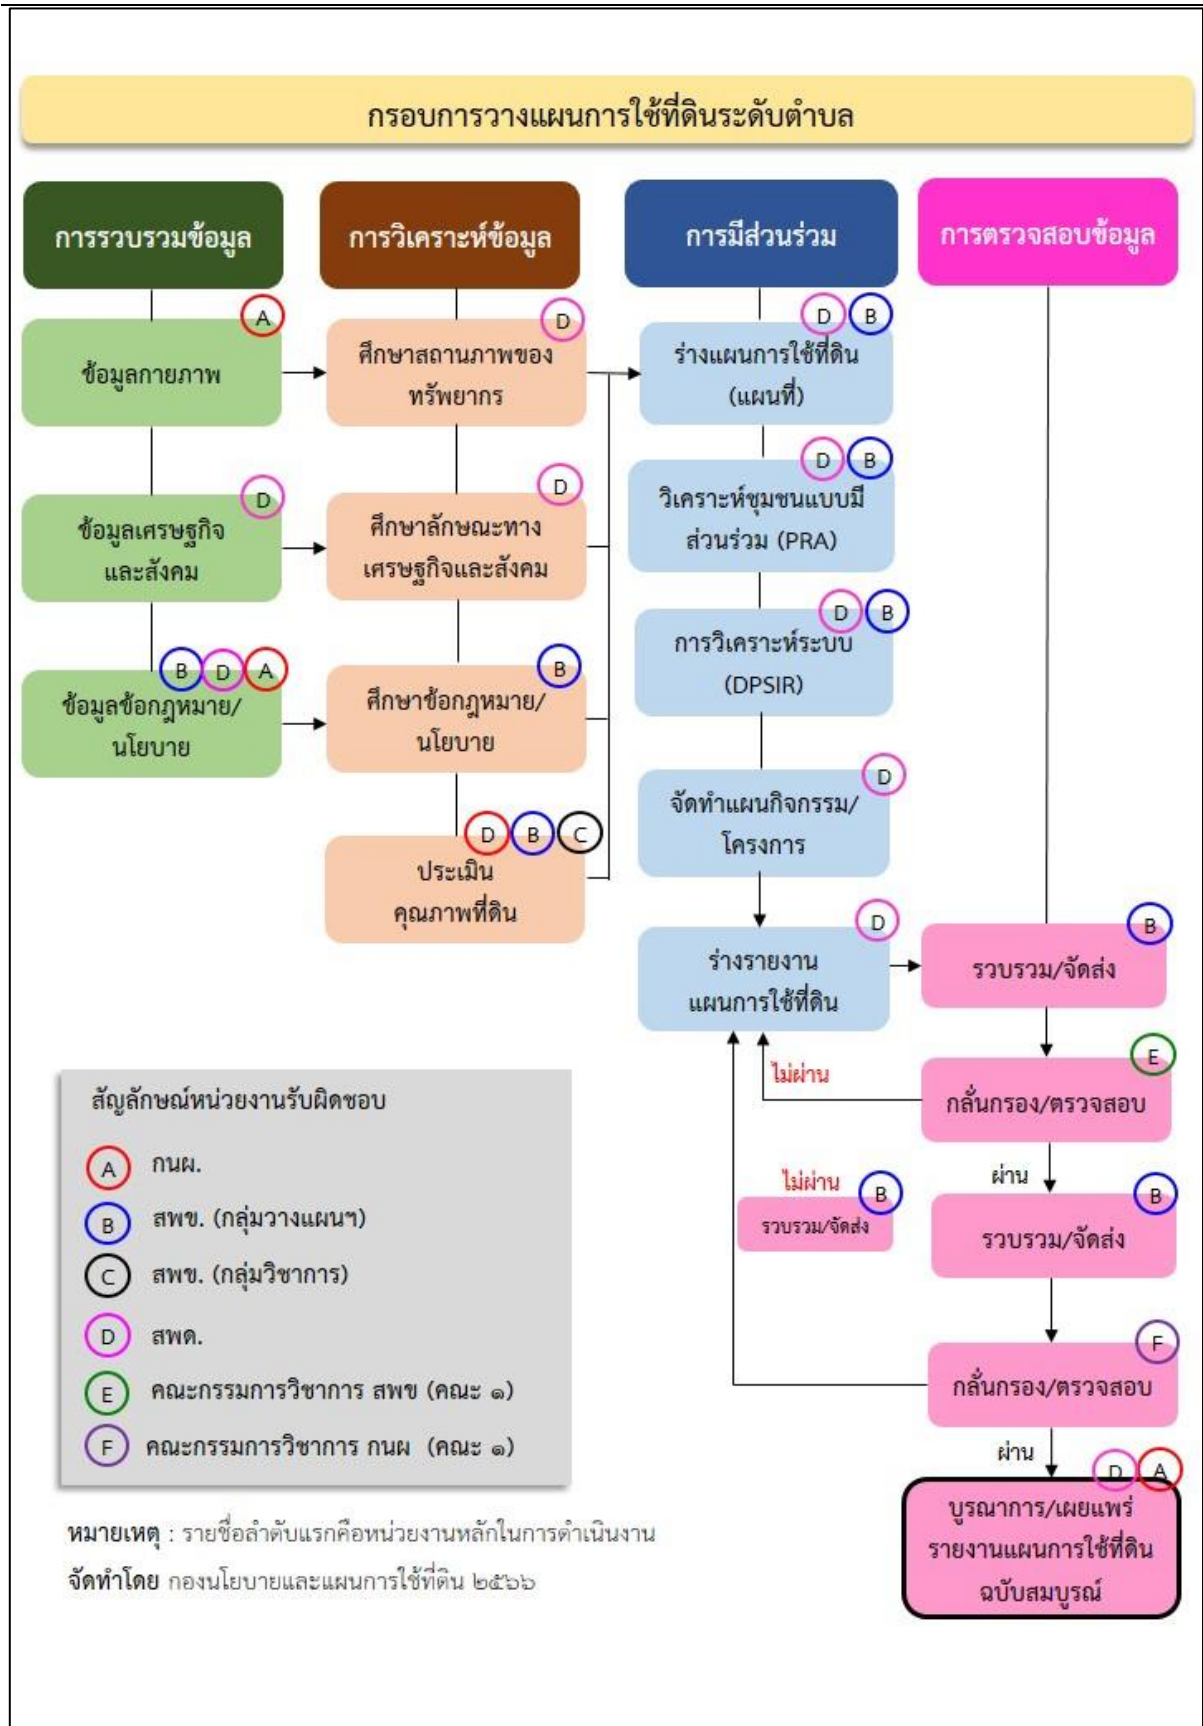 กรอบการวางแผนการใช้ที่ดินระดับตำบล
การรวบรวมข้อมูล
A
ข้อมูลกายภาพ
D
ข้อมูลเศรษฐกิจ
และสังคม
B D A
ข้อมูลข้อกฎหมาย/
นโยบาย
การวิเคราะห์ข้อมูล
D
ศึกษาสถานภาพของ
ทรัพยากร
D
ศึกษาลักษณะทาง
เศรษฐกิจและสังคม
B
ศึกษาข้อกฎหมาย/
นโยบาย
D B C
ประเมิน
คุณภาพที่ดิน
การมีส่วนร่วม
D B
ร่างแผนการใช้ที่ดิน
(แผนที่)
D B
วิเคราะห์ชุมชนแบบมี
ส่วนร่วม (PRA)
D B
การวิเคราะห์ระบบ
(DPSIR)
D
จัดทำแผนกิจกรรม/
โครงการ
D
ร่างรายงาน
แผนการใช้ที่ดิน
การตรวจสอบข้อมูล
B
รวบรวม/จัดส่ง
E
กลั่นกรอง/ตรวจสอบ
ไม่ผ่าน
ผ่าน
B
รวบรวม/จัดส่ง
ไม่ผ่าน
B
รวบรวม/จัดส่ง
F
กลั่นกรอง/ตรวจสอบ
ผ่าน
D A
บูรณาการ/เผยแพร่
รายงานแผนการใช้ที่ดิน
ฉบับสมบูรณ์
สัญลักษณ์หน่วยงานรับผิดชอบ
A กนผ.
B สพข. (กลุ่มวางแผนฯ)
C สพข. (กลุ่มวิชาการ)
D สพด.
E คณะกรรมการวิชาการ สพข (คณะ ๑)
F คณะกรรมการวิชาการ กนผ (คณะ ๑)
หมายเหตุ : รายชื่อลำดับแรกคือหน่วยงานหลักในการดำเนินงาน
จัดทำโดย กองนโยบายและแผนการใช้ที่ดิน ๒๕๖๖